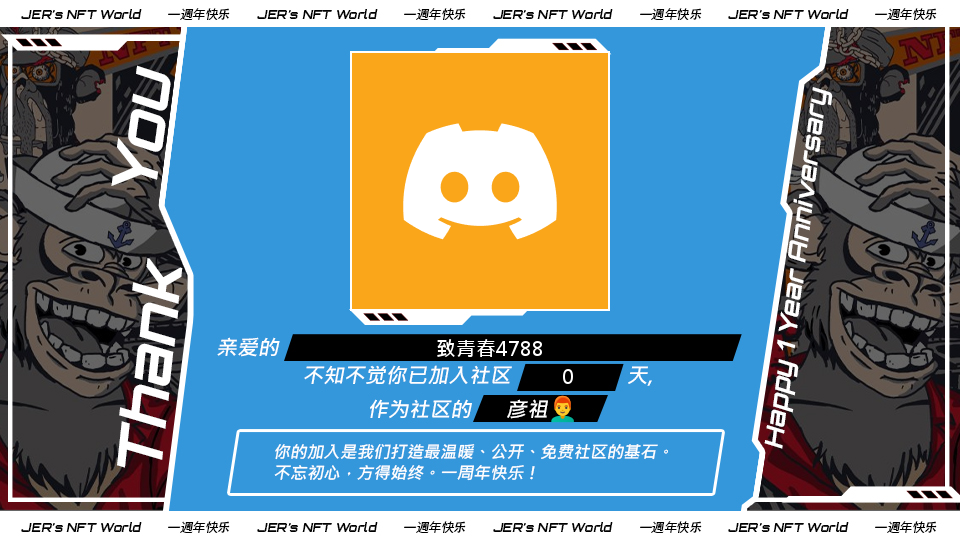 JER's NFT World 一週年快乐 JER's NFT World 一週年快乐 JER's NFT World 一週年快乐 JER's NFT World 一週年快乐
Thank You
Happy 1 Year Anniversary
亲爱的 致青春4788
不知不觉你已加入社区 0 天,
作为社区的 彦祖👨‍🦰
你的加入是我们打造最温暖、公开、免费社区的基石。
不忘初心，方得始终。一周年快乐！
JER's NFT World 一週年快乐 JER's NFT World 一週年快乐 JER's NFT World 一週年快乐 JER's NFT World 一週年快乐